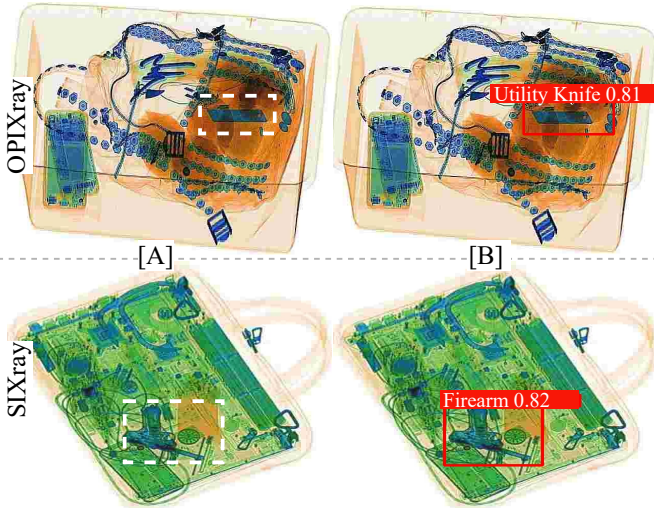 OPIXray
Utility Knife 0.81
[A]
[B]
SIXray
Firearm 0.82